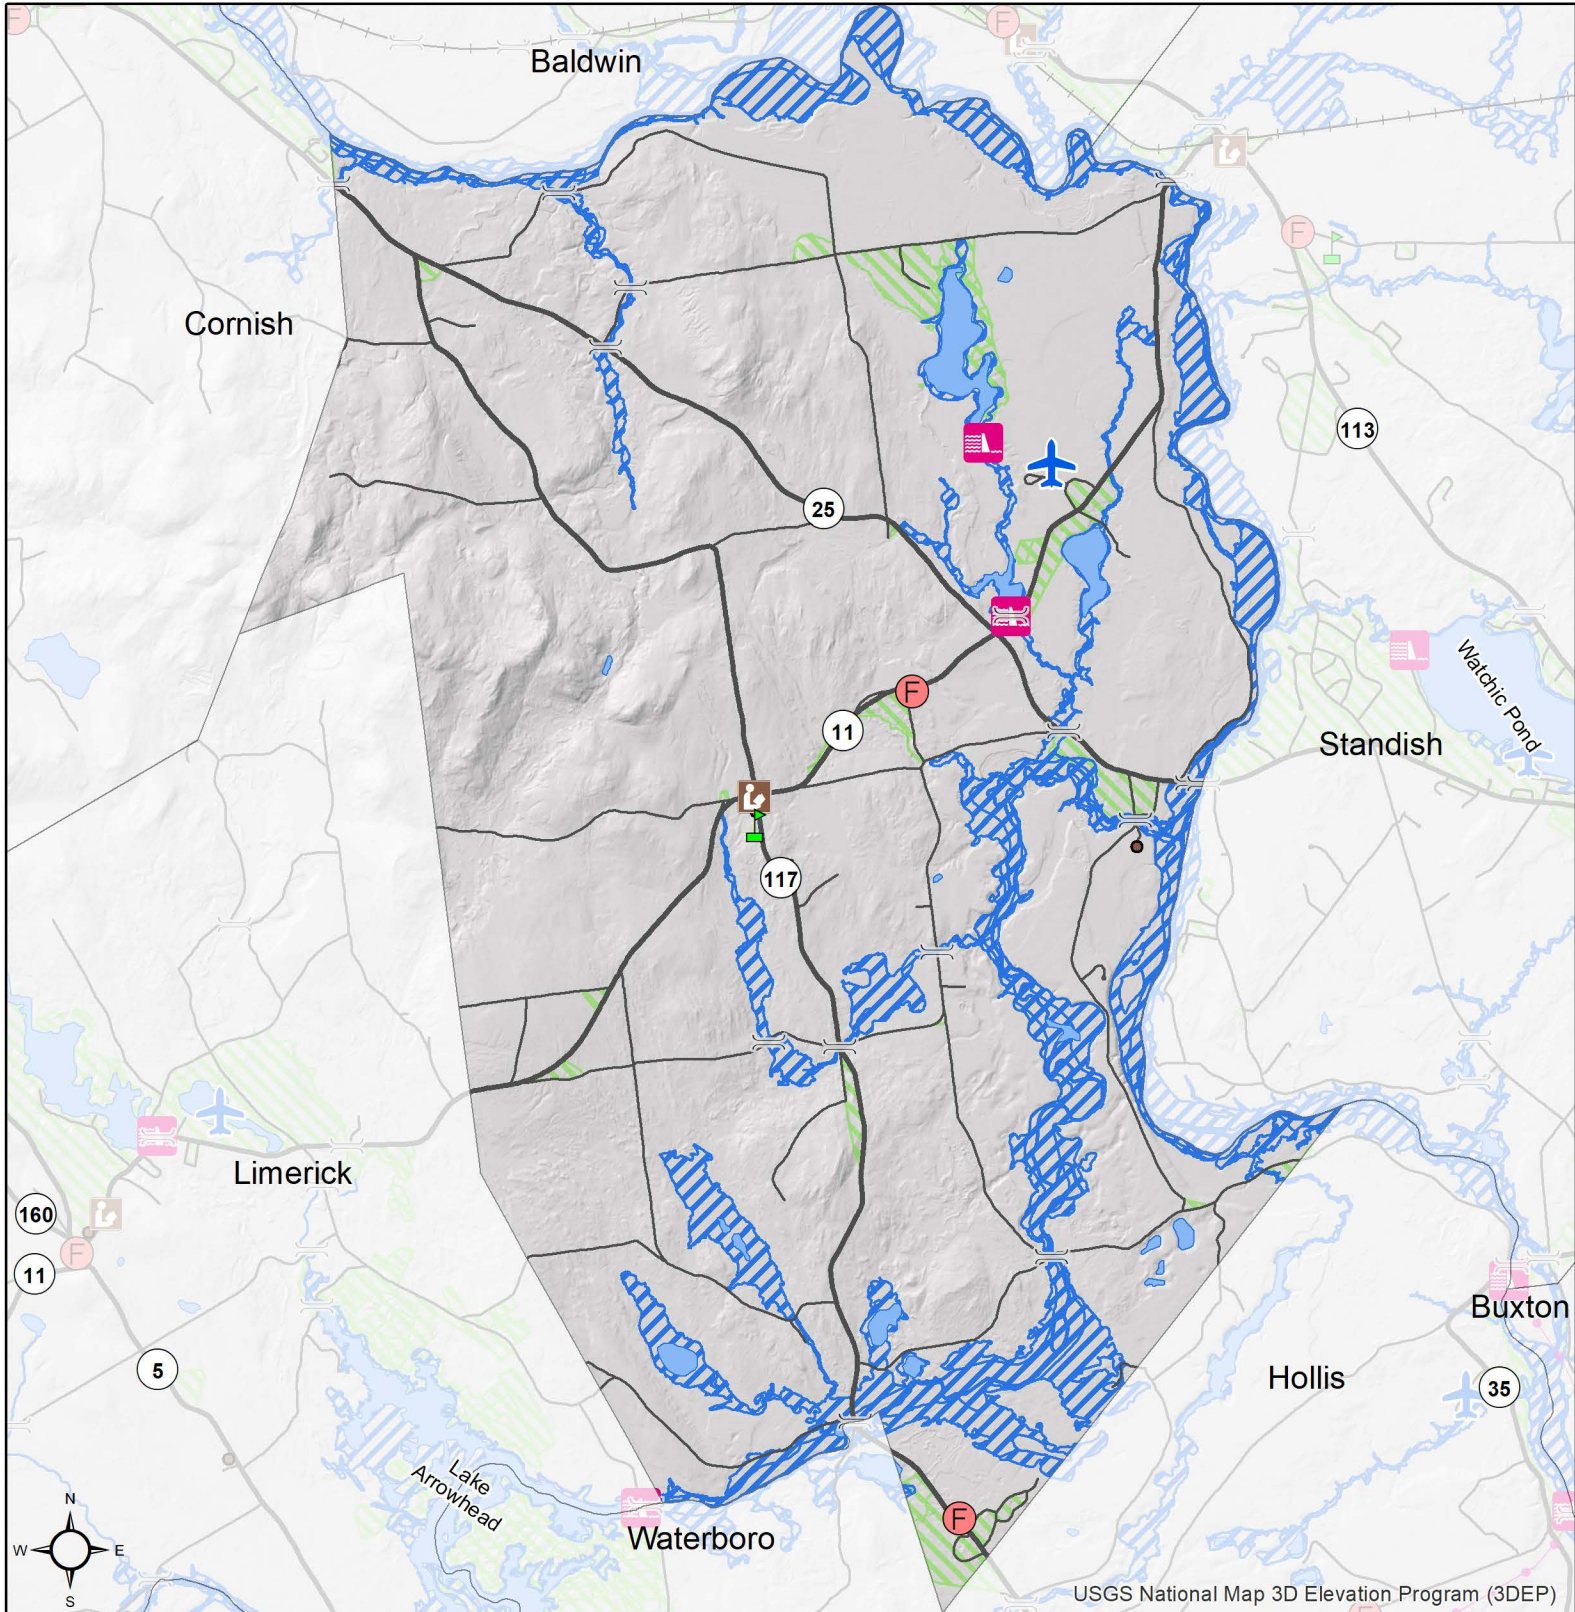 F
F
Baldwin
F
Cornish
113
25
F
11
Watchic Pond
Standish
117
Limerick
160
F
11
Buxton
5
Hollis
35
Lake
Arrowhead
N
W
E
S
F
Waterboro
USGS National Map 3D Elevation Program (3DEP)
F